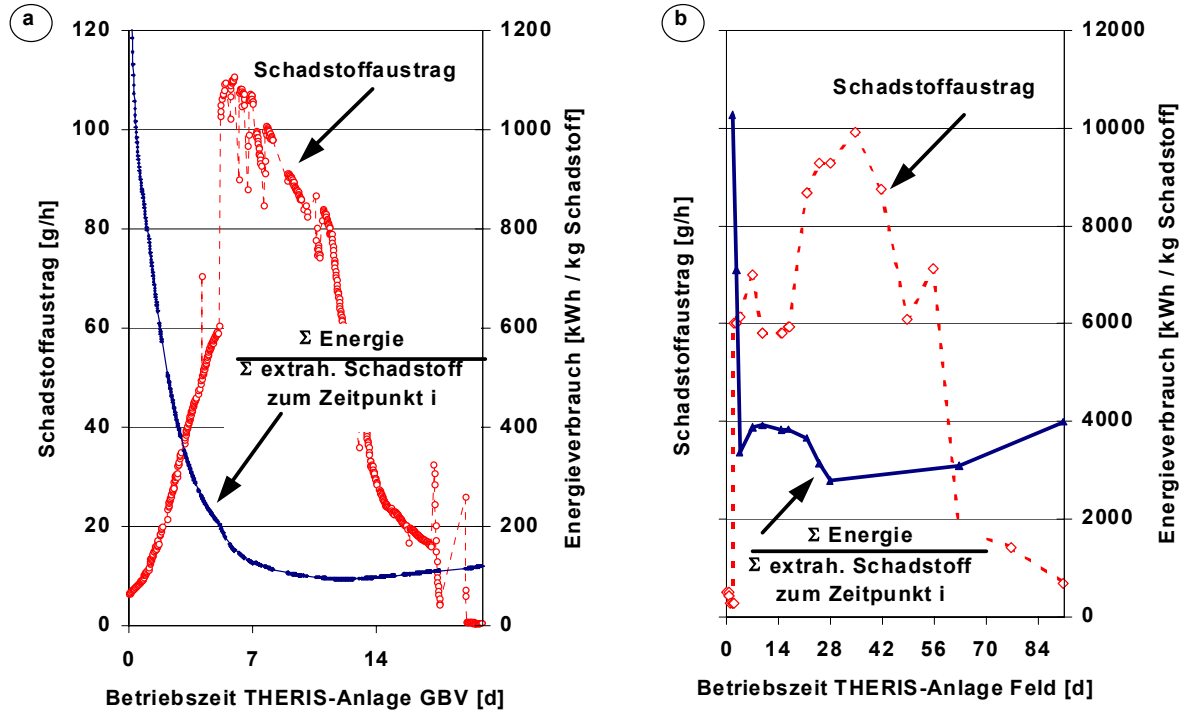 a
120
100
80
60
40
20
0
Schadstoffaustrag [g/h]
1200
1000
800
600
400
200
0
Energieverbrauch [kWh / kg Schadstoff]
Schadstoffaustrag
Σ Energie
Σ extrah. Schadstoff
zum Zeitpunkt i
0 7 14
Betriebszeit THERIS-Anlage GBV [d]
b
Schadstoffaustrag [g/h]
12000
10000
8000
6000
4000
2000
0
Energieverbrauch [kWh / kg Schadstoff]
Schadstoffaustrag
Σ Energie
Σ extrah. Schadstoff
zum Zeitpunkt i
0 14 28 42 56 70 84
Betriebszeit THERIS-Anlage Feld [d]